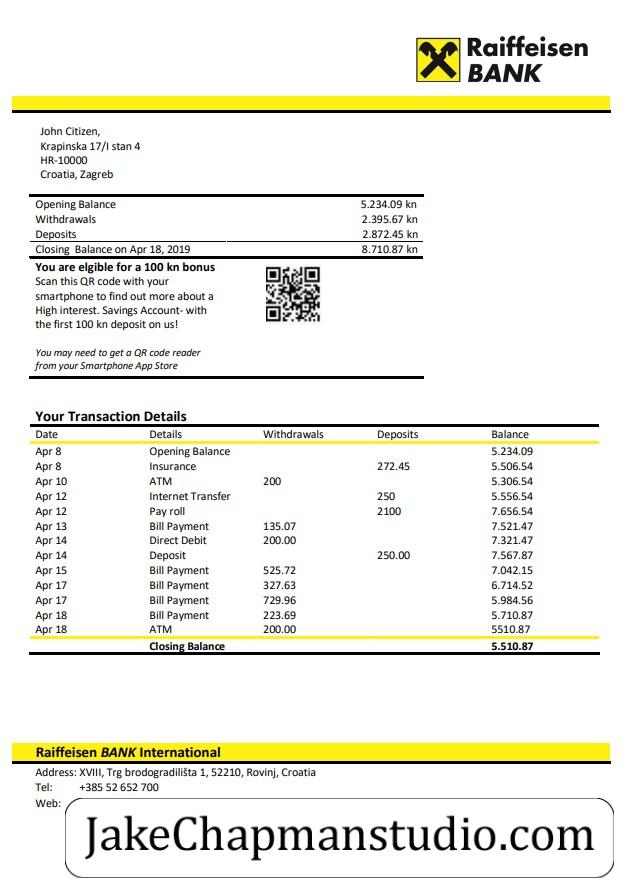 Raiffeisen
BANK
John Citizen,
Krapinska 17/I stan 4
HR-10000
Croatia, Zagreb
Opening Balance 5.234.09 kn
Withdrawals 2.395.67 kn
Deposits 2.872.45 kn
Closing Balance on Apr 18, 2019 8.710.87 kn
You are elgible for a 100 kn bonus
Scan this QR code with your
smartphone to find out more about a
High interest. Savings Account- with
the first 100 kn deposit on us!
You may need to get a QR code reader
from your Smartphone App Store
Your Transaction Details
Date Details Withdrawals Deposits Balance
Apr 8 Opening Balance 5.234.09
Apr 8 Insurance 272.45 5.506.54
Apr 10 ATM 200 5.306.54
Apr 12 Internet Transfer 250 5.556.54
Apr 12 Pay roll 2100 7.656.54
Apr 13 Bill Payment 135.07 7.521.47
Apr 14 Direct Debit 200.00 7.321.47
Apr 14 Deposit 250.00 7.567.87
Apr 15 Bill Payment 525.72 7.042.15
Apr 17 Bill Payment 327.63 6.714.52
Apr 17 Bill Payment 729.96 5.984.56
Apr 18 Bill Payment 223.69 5.710.87
Apr 18 ATM 200.00 5510.87
Closing Balance 5.510.87
Raiffeisen BANK International
Address: XVIII, Trg brodogradilišta 1, 52210, Rovinj, Croatia
Tel: +385 52 652 700
Web:
JakeChapmanstudio.com